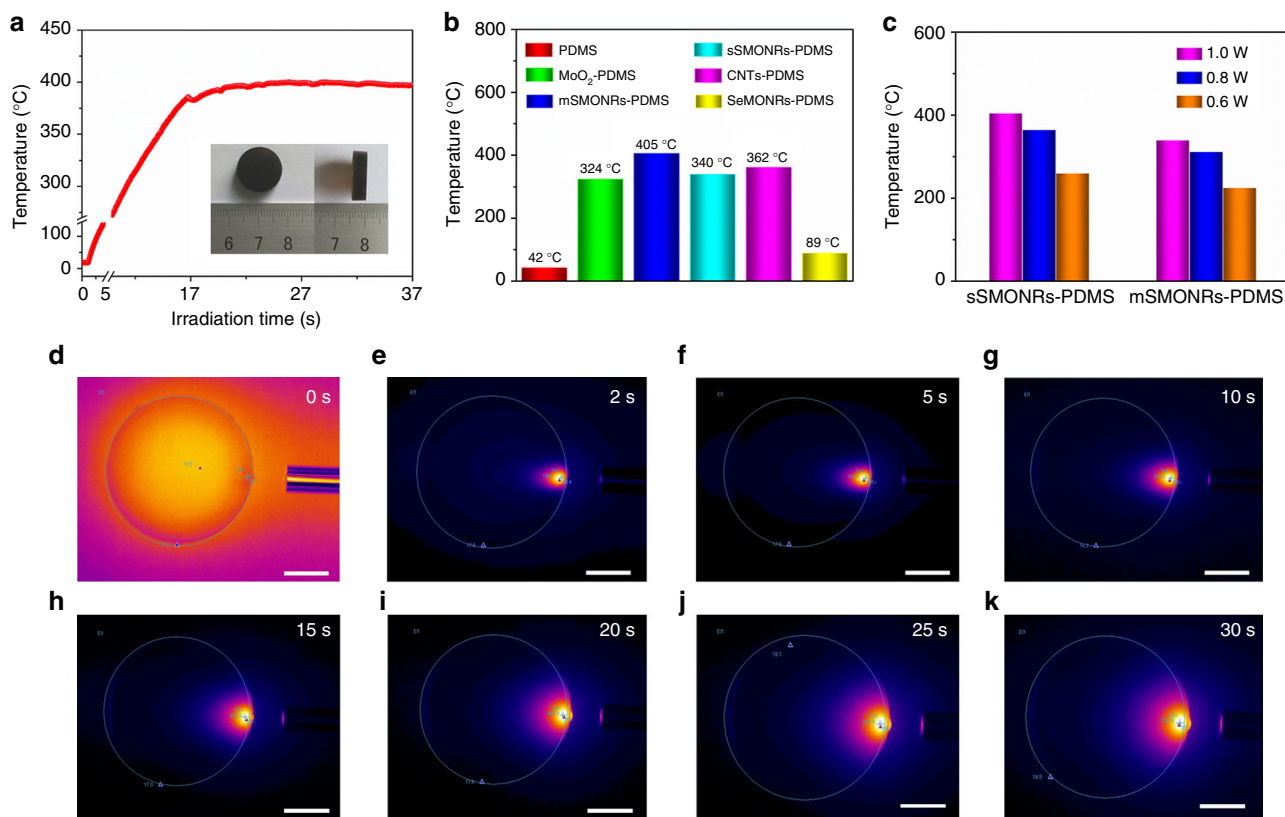 a
450
400
350
300
250
200
100
0
Temperature (°C)
0 5 17 27 37
Irradiation time (s)
6 7 8 7 8
b
800
600
400
200
0
Temperature (°C)
PDMS
MoO₂-PDMS
mSMONRs-PDMS
sSMONRs-PDMS
CNTs-PDMS
SeMONRs-PDMS
42 °C
324 °C
405 °C
340 °C
362 °C
89 °C
c
600
400
200
0
Temperature (°C)
1.0 W
0.8 W
0.6 W
sSMONRs-PDMS mSMONRs-PDMS
d
0 s
e
2 s
f
5 s
g
10 s
h
15 s
i
20 s
j
25 s
k
30 s